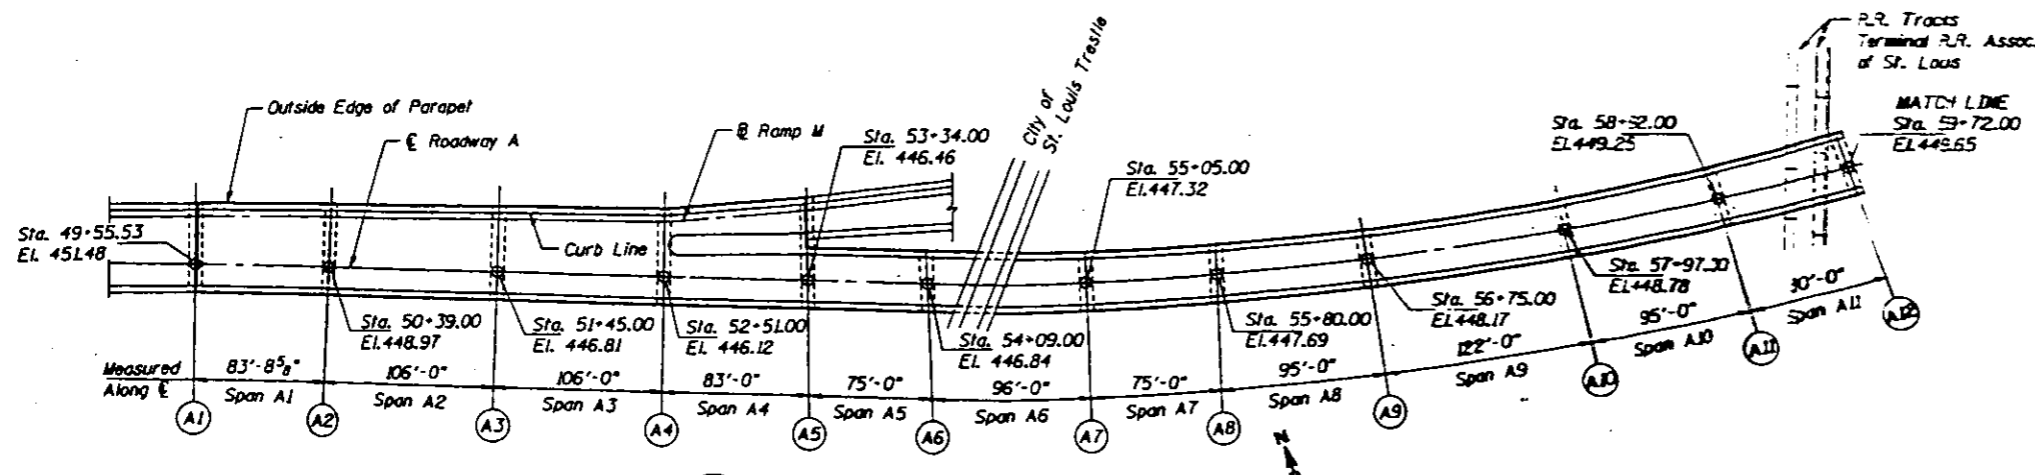 Outside Edge of Parapet
℄ Roadway A
℄ Ramp M
Sta. 53+34.00
El. 446.46
City of
St. Louis Trestle
Sta. 55+05.00
El. 447.32
Sta. 58+92.00
El. 449.25
R.R. Tracts
Terminal R.R. Assoc.
of St. Louis
MATCH LINE
Sta. 59+72.00
El. 449.65
Sta. 49+55.53
El. 451.48
Curb Line
Sta. 50+39.00
El. 448.97
Sta. 51+45.00
El. 446.81
Sta. 52+51.00
El. 446.12
Sta. 54+09.00
El. 446.84
Sta. 55+80.00
El. 447.69
Sta. 56+75.00
El. 448.17
Sta. 57+97.30
El. 448.78
Measured
Along ℄
83'-8⅝"
Span A1
106'-0"
Span A2
106'-0"
Span A3
83'-0"
Span A4
75'-0"
Span A5
96'-0"
Span A6
75'-0"
Span A7
95'-0"
Span A8
122'-0"
Span A9
95'-0"
Span A10
Span A11
A1
A2
A3
A4
A5
A6
A7
A8
A9
A10
A11
A12
N